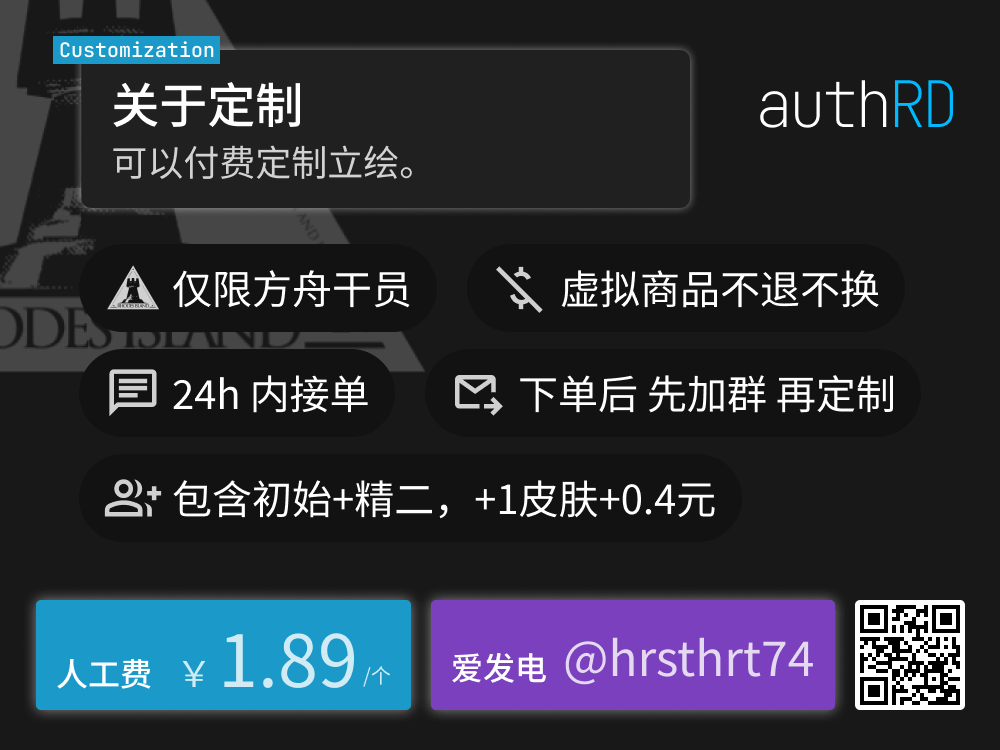 Customization
关于定制
可以付费定制立绘。
authRD
仅限方舟干员
虚拟商品不退不换
24h 内接单
下单后 先加群 再定制
包含初始+精二，+1皮肤+0.4元
人工费 ￥ 1.89 /个
爱发电 @hrsthrt74
RHODES ISLAND